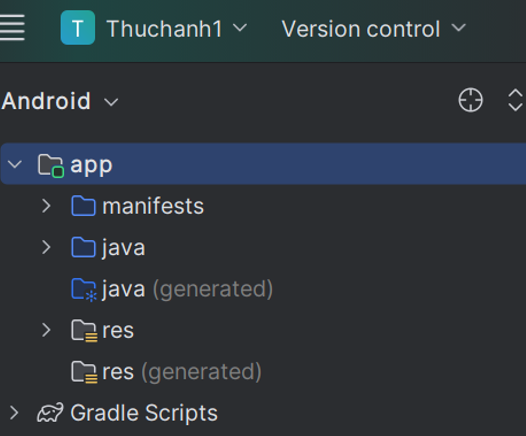 T Thuchanh1 Version control
Android
app
manifests
java
java (generated)
res
res (generated)
Gradle Scripts